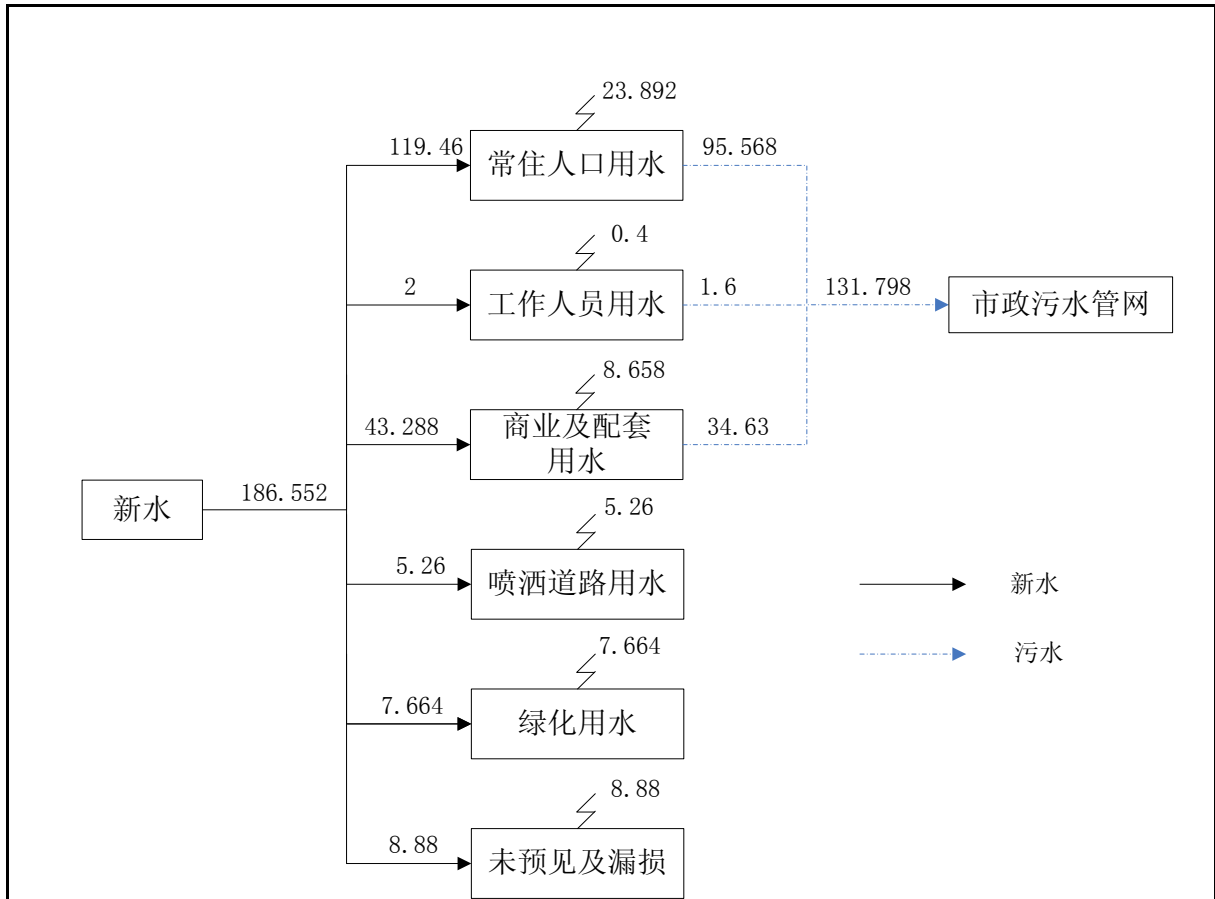 23.892
119.46
常住人口用水
95.568
0.4
2
工作人员用水
1.6
131.798
市政污水管网
8.658
43.288
商业及配套
用水
34.63
新水
186.552
5.26
5.26
喷洒道路用水
新水
7.664
污水
7.664
绿化用水
8.88
8.88
未预见及漏损